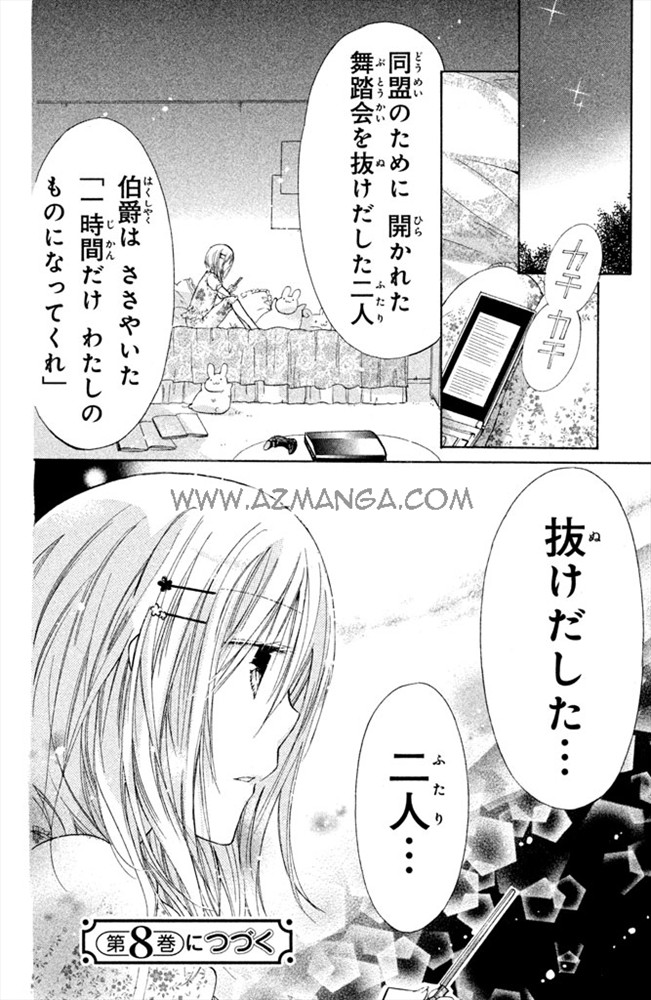 カチカチ
同盟のために 開かれた
舞踏会を抜けだした二人
伯爵は ささやいた
「一時間だけ わたしの
ものになってくれ」
WWW.AZMANGA.COM
抜けだした…
二人…
第8巻につづく